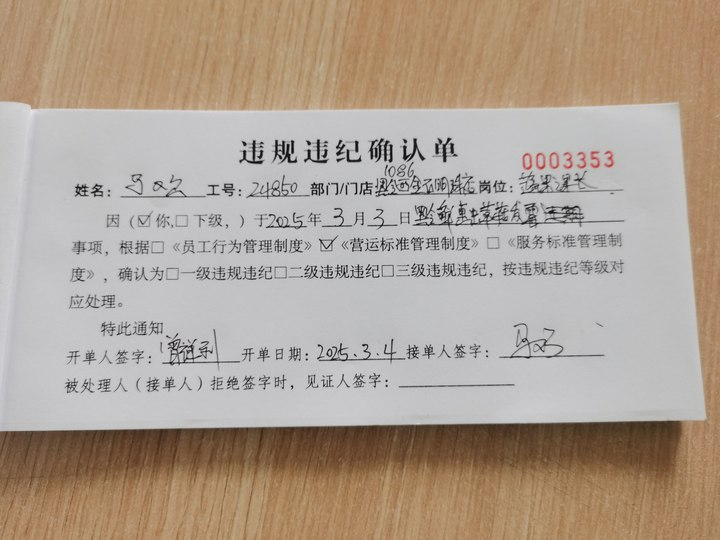 违规违纪确认单
0003353
姓名：马 工号：24850 部门/门店 1086 岗位：蔬果课长
因（☑你，□下级，）于2025年3月3日
事项，根据□《员工行为管理制度》☑《营运标准管理制度》□《服务标准管理制
度》，确认为□一级违规违纪□二级违规违纪□三级违规违纪，按违规违纪等级对
应处理。
特此通知
开单人签字： 开单日期：2025.3.4 接单人签字：
被处理人（接单人）拒绝签字时，见证人签字：